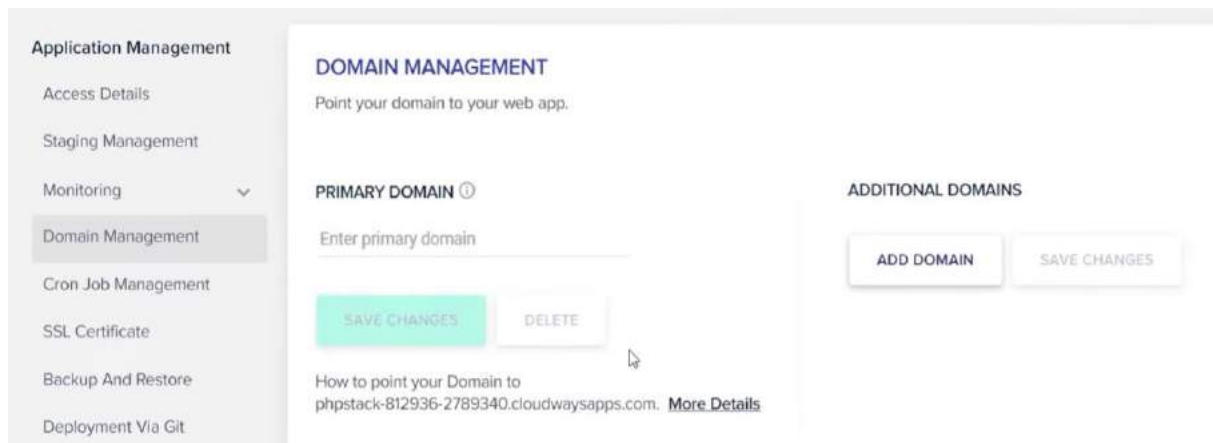 Application Management
Access Details
Staging Management
Monitoring
Domain Management
Cron Job Management
SSL Certificate
Backup And Restore
Deployment Via Git
DOMAIN MANAGEMENT
Point your domain to your web app.
PRIMARY DOMAIN
Enter primary domain
SAVE CHANGES
DELETE
How to point your Domain to
phpstack-812936-2789340.cloudwaysapps.com. More Details
ADDITIONAL DOMAINS
ADD DOMAIN
SAVE CHANGES